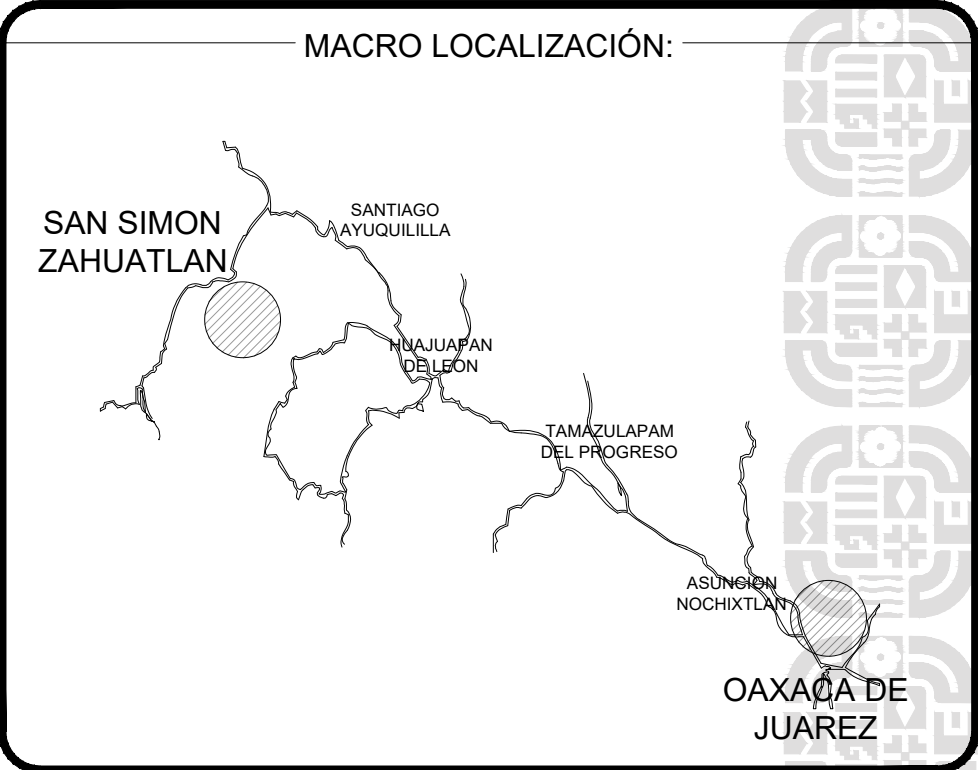 MACRO LOCALIZACIÓN:
SANTIAGO
AYUQUILILLA
SAN SIMON
ZAHUATLAN
HUAJUAPAN
DE LEON
TAMAZULAPAM
DEL PROGRESO
ASUNCION
NOCHIXTLAN
OAXACA DE
JUAREZ